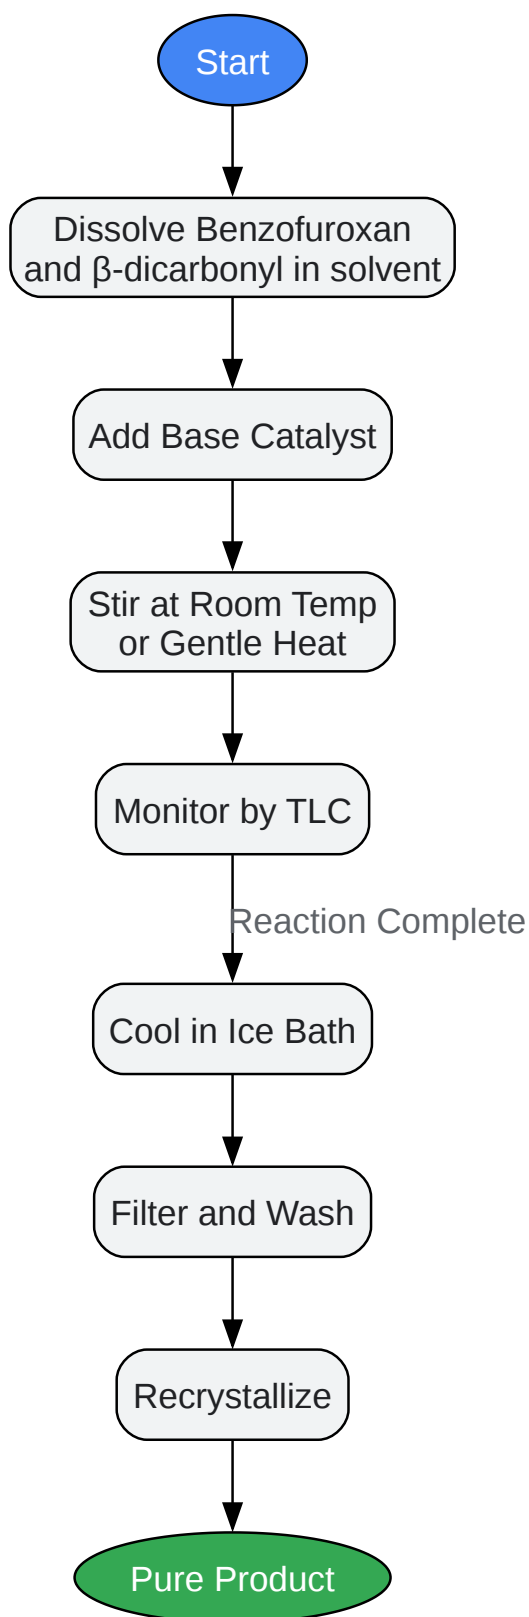 Start
Dissolve Benzofuroxan
and β-dicarbonyl in solvent
Add Base Catalyst
Stir at Room Temp
or Gentle Heat
Monitor by TLC
Reaction Complete
Cool in Ice Bath
Filter and Wash
Recrystallize
Pure Product